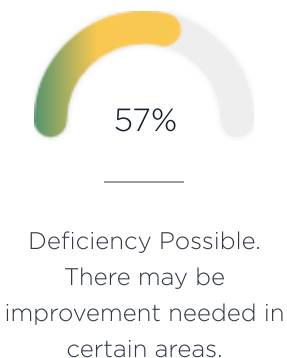 57%
Deficiency Possible.
There may be
improvement needed in
certain areas.